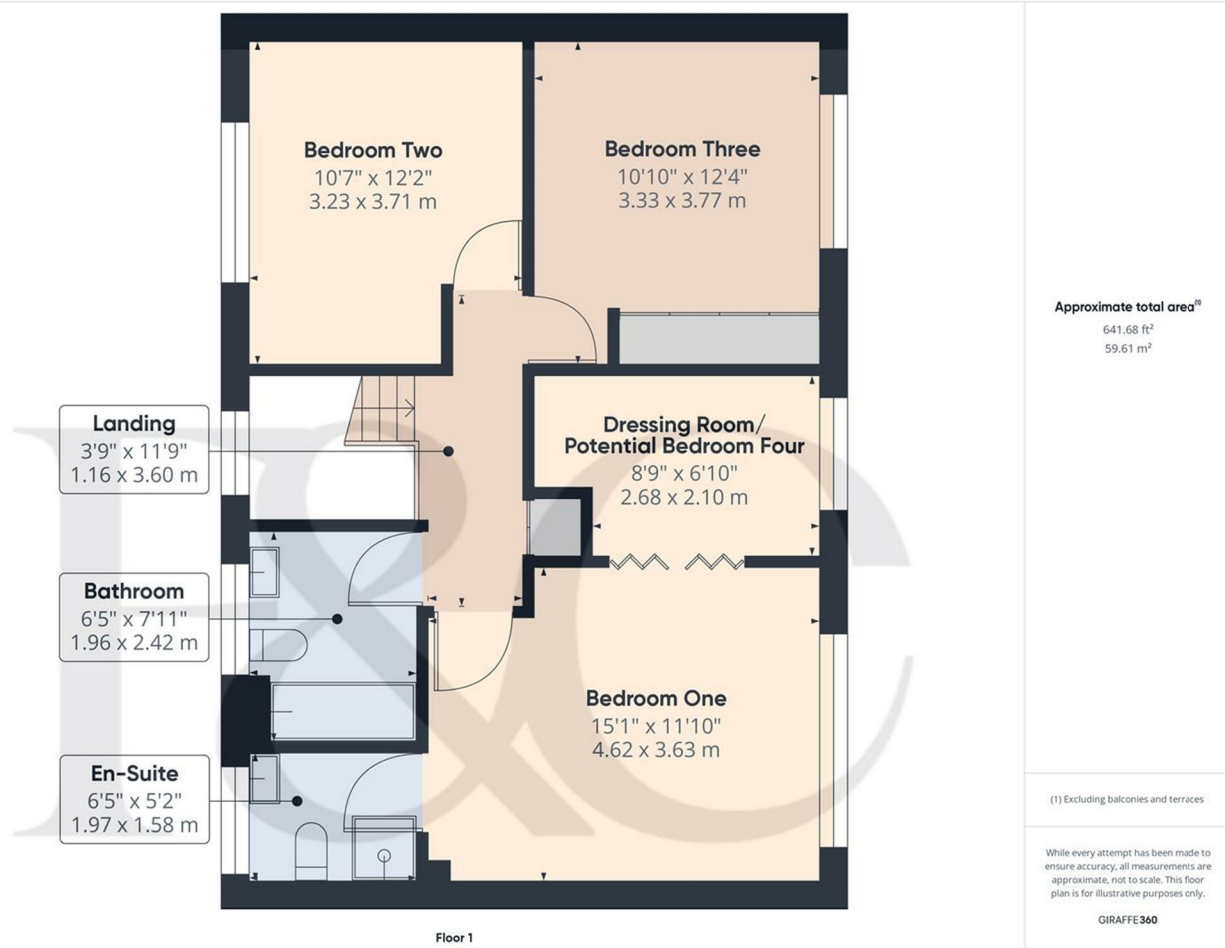 Bedroom Two
10'7" x 12'2"
3.23 x 3.71 m
Bedroom Three
10'10" x 12'4"
3.33 x 3.77 m
Landing
3'9" x 11'9"
1.16 x 3.60 m
Dressing Room/
Potential Bedroom Four
8'9" x 6'10"
2.68 x 2.10 m
Bathroom
6'5" x 7'11"
1.96 x 2.42 m
Bedroom One
15'1" x 11'10"
4.62 x 3.63 m
En-Suite
6'5" x 5'2"
1.97 x 1.58 m
Floor 1
F&C
Approximate total area(1)
641.68 ft²
59.61 m²
(1) Excluding balconies and terraces
While every attempt has been made to
ensure accuracy, all measurements are
approximate, not to scale. This floor
plan is for illustrative purposes only.
GIRAFFE360